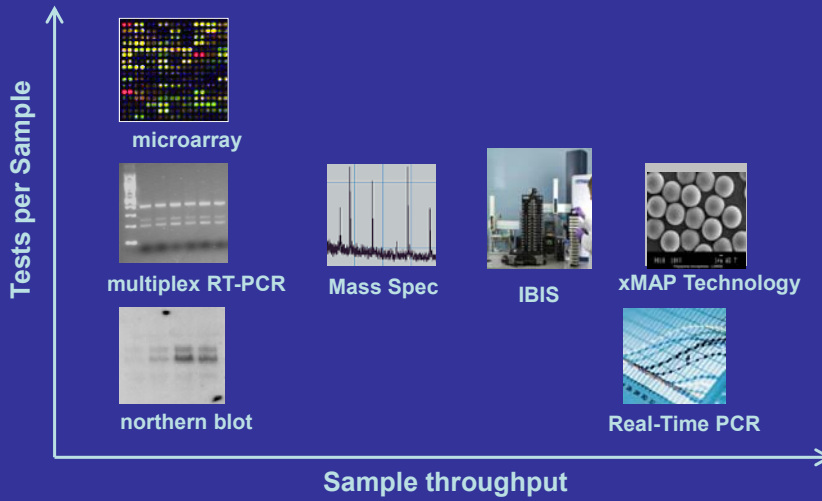 Tests per Sample
microarray
multiplex RT-PCR
Mass Spec
IBIS
xMAP Technology
northern blot
Real-Time PCR
Sample throughput